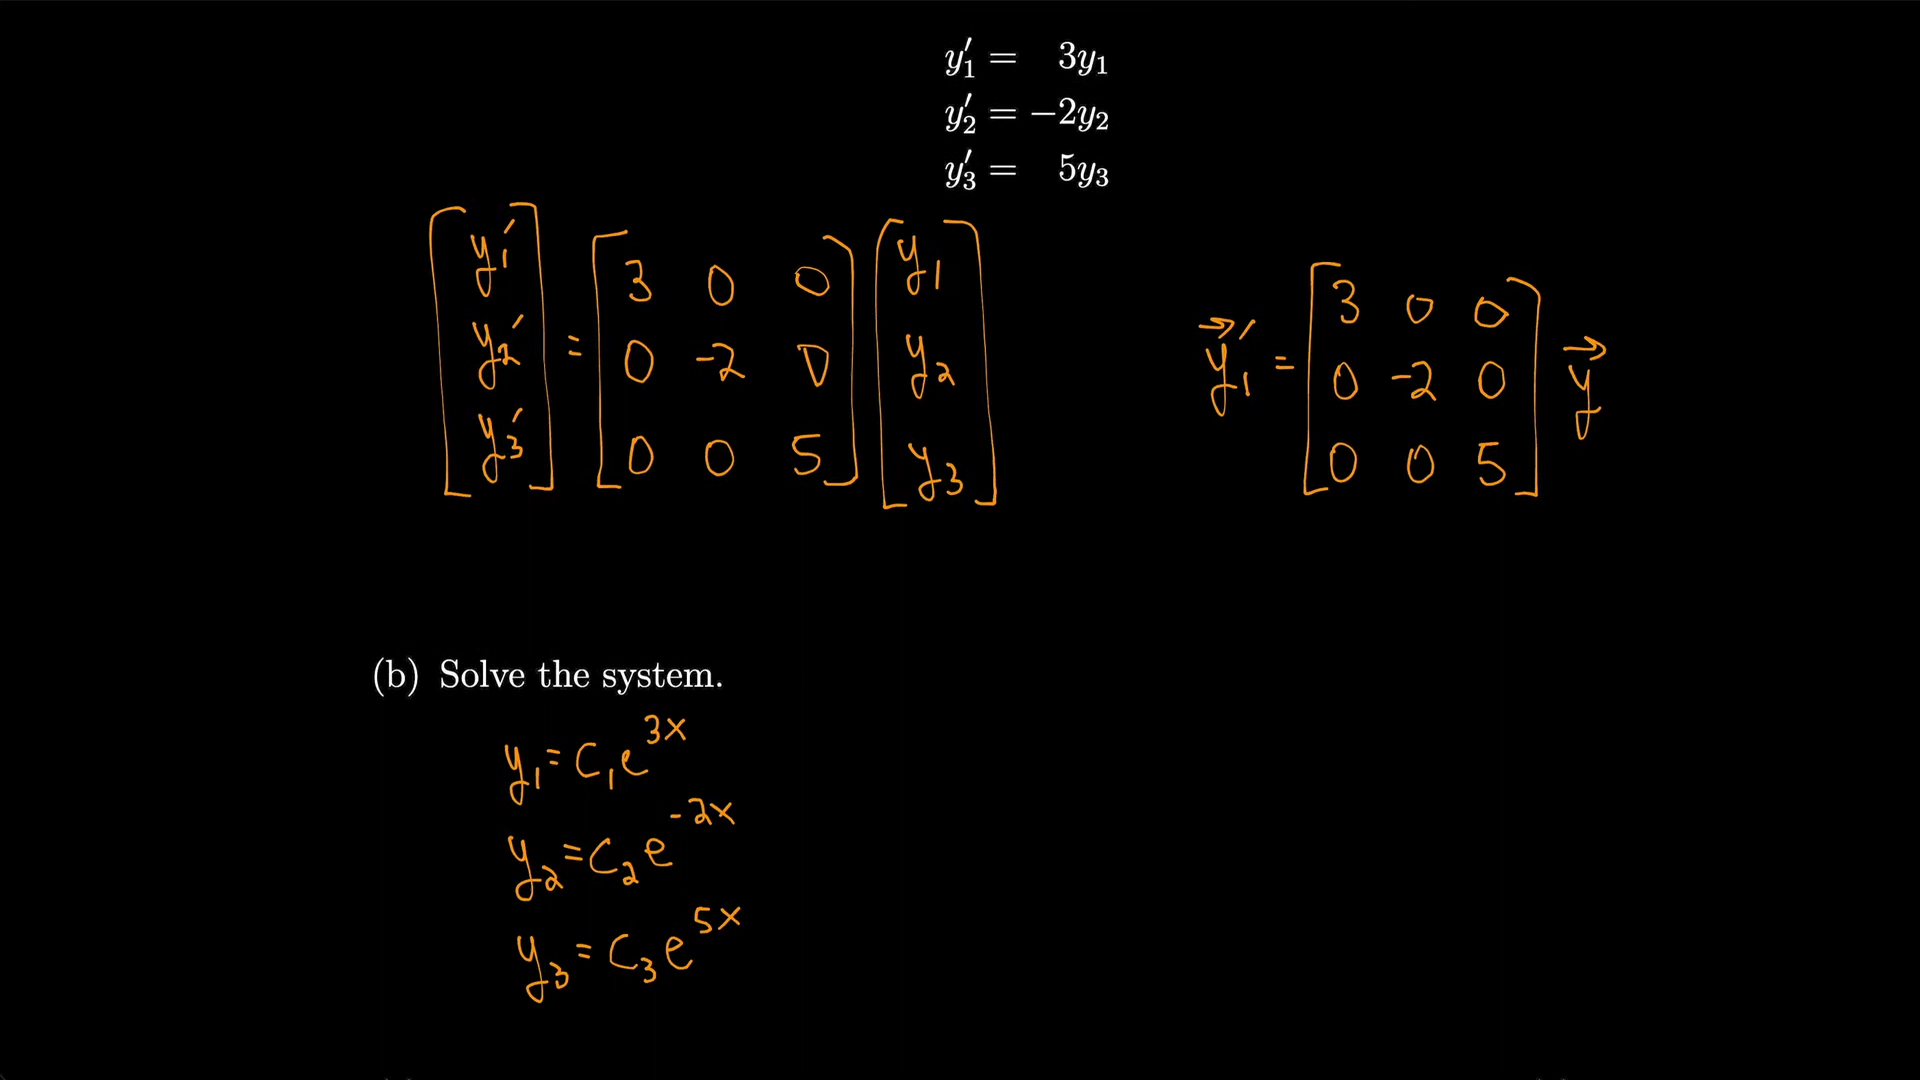 y₁′ = 3y₁
y₂′ = −2y₂
y₃′ = 5y₃
[y₁′ y₂′ y₃′] = [3 0 0; 0 -2 0; 0 0 5] [y₁ y₂ y₃]
y⃗₁′ = [3 0 0; 0 -2 0; 0 0 5] y⃗
(b) Solve the system.
y₁ = c₁e^3x
y₂ = c₂e^-2x
y₃ = c₃e^5x